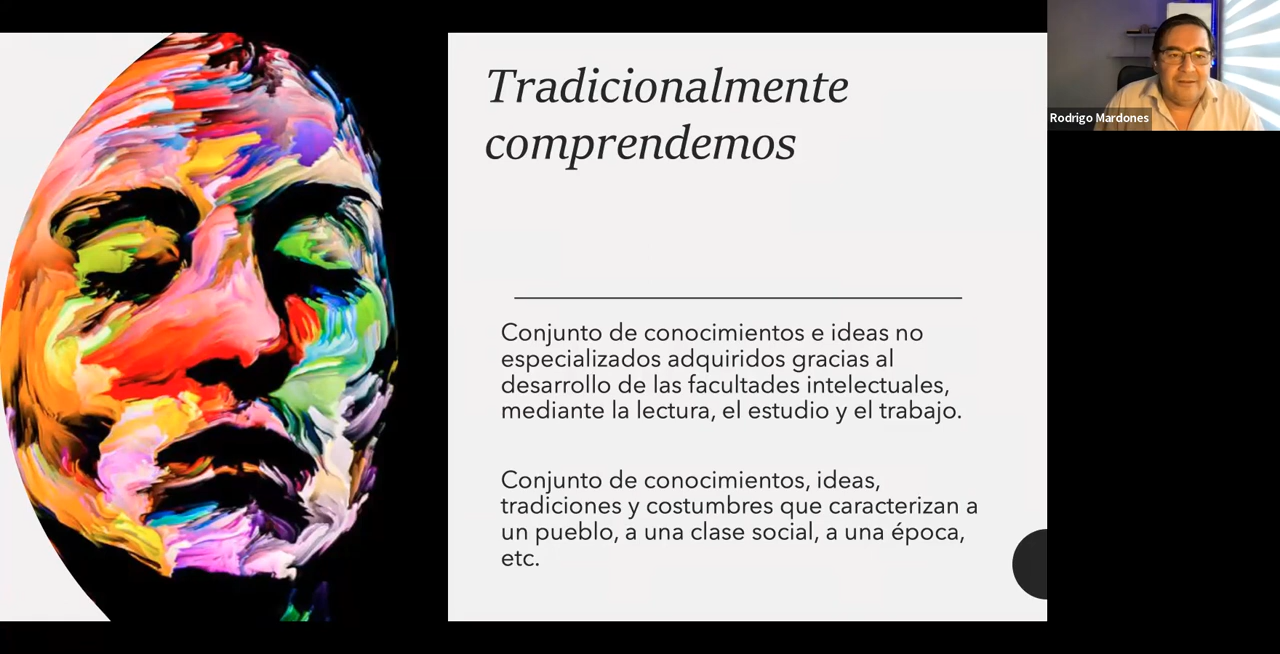 Tradicionalmente
comprendemos
Conjunto de conocimientos e ideas no
especializados adquiridos gracias al
desarrollo de las facultades intelectuales,
mediante la lectura, el estudio y el trabajo.
Conjunto de conocimientos, ideas,
tradiciones y costumbres que caracterizan a
un pueblo, a una clase social, a una época,
etc.
Rodrigo Mardones